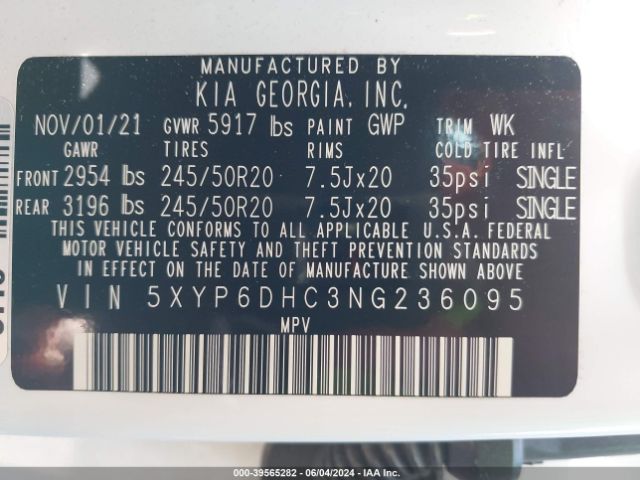 MANUFACTURED BY
KIA GEORGIA, INC.
NOV/01/21 GVWR 5917 lbs PAINT GWP TRIM WK
GAWR TIRES RIMS COLD TIRE INFL
FRONT 2954 lbs 245/50R20 7.5Jx20 35psi SINGLE
REAR 3196 lbs 245/50R20 7.5Jx20 35psi SINGLE
THIS VEHICLE CONFORMS TO ALL APPLICABLE U.S.A. FEDERAL
MOTOR VEHICLE SAFETY AND THEFT PREVENTION STANDARDS
IN EFFECT ON THE DATE OF MANUFACTURE SHOWN ABOVE
VIN 5XYP6DHC3NG236095
MPV
000-39565282 - 06/04/2024 - IAA Inc.